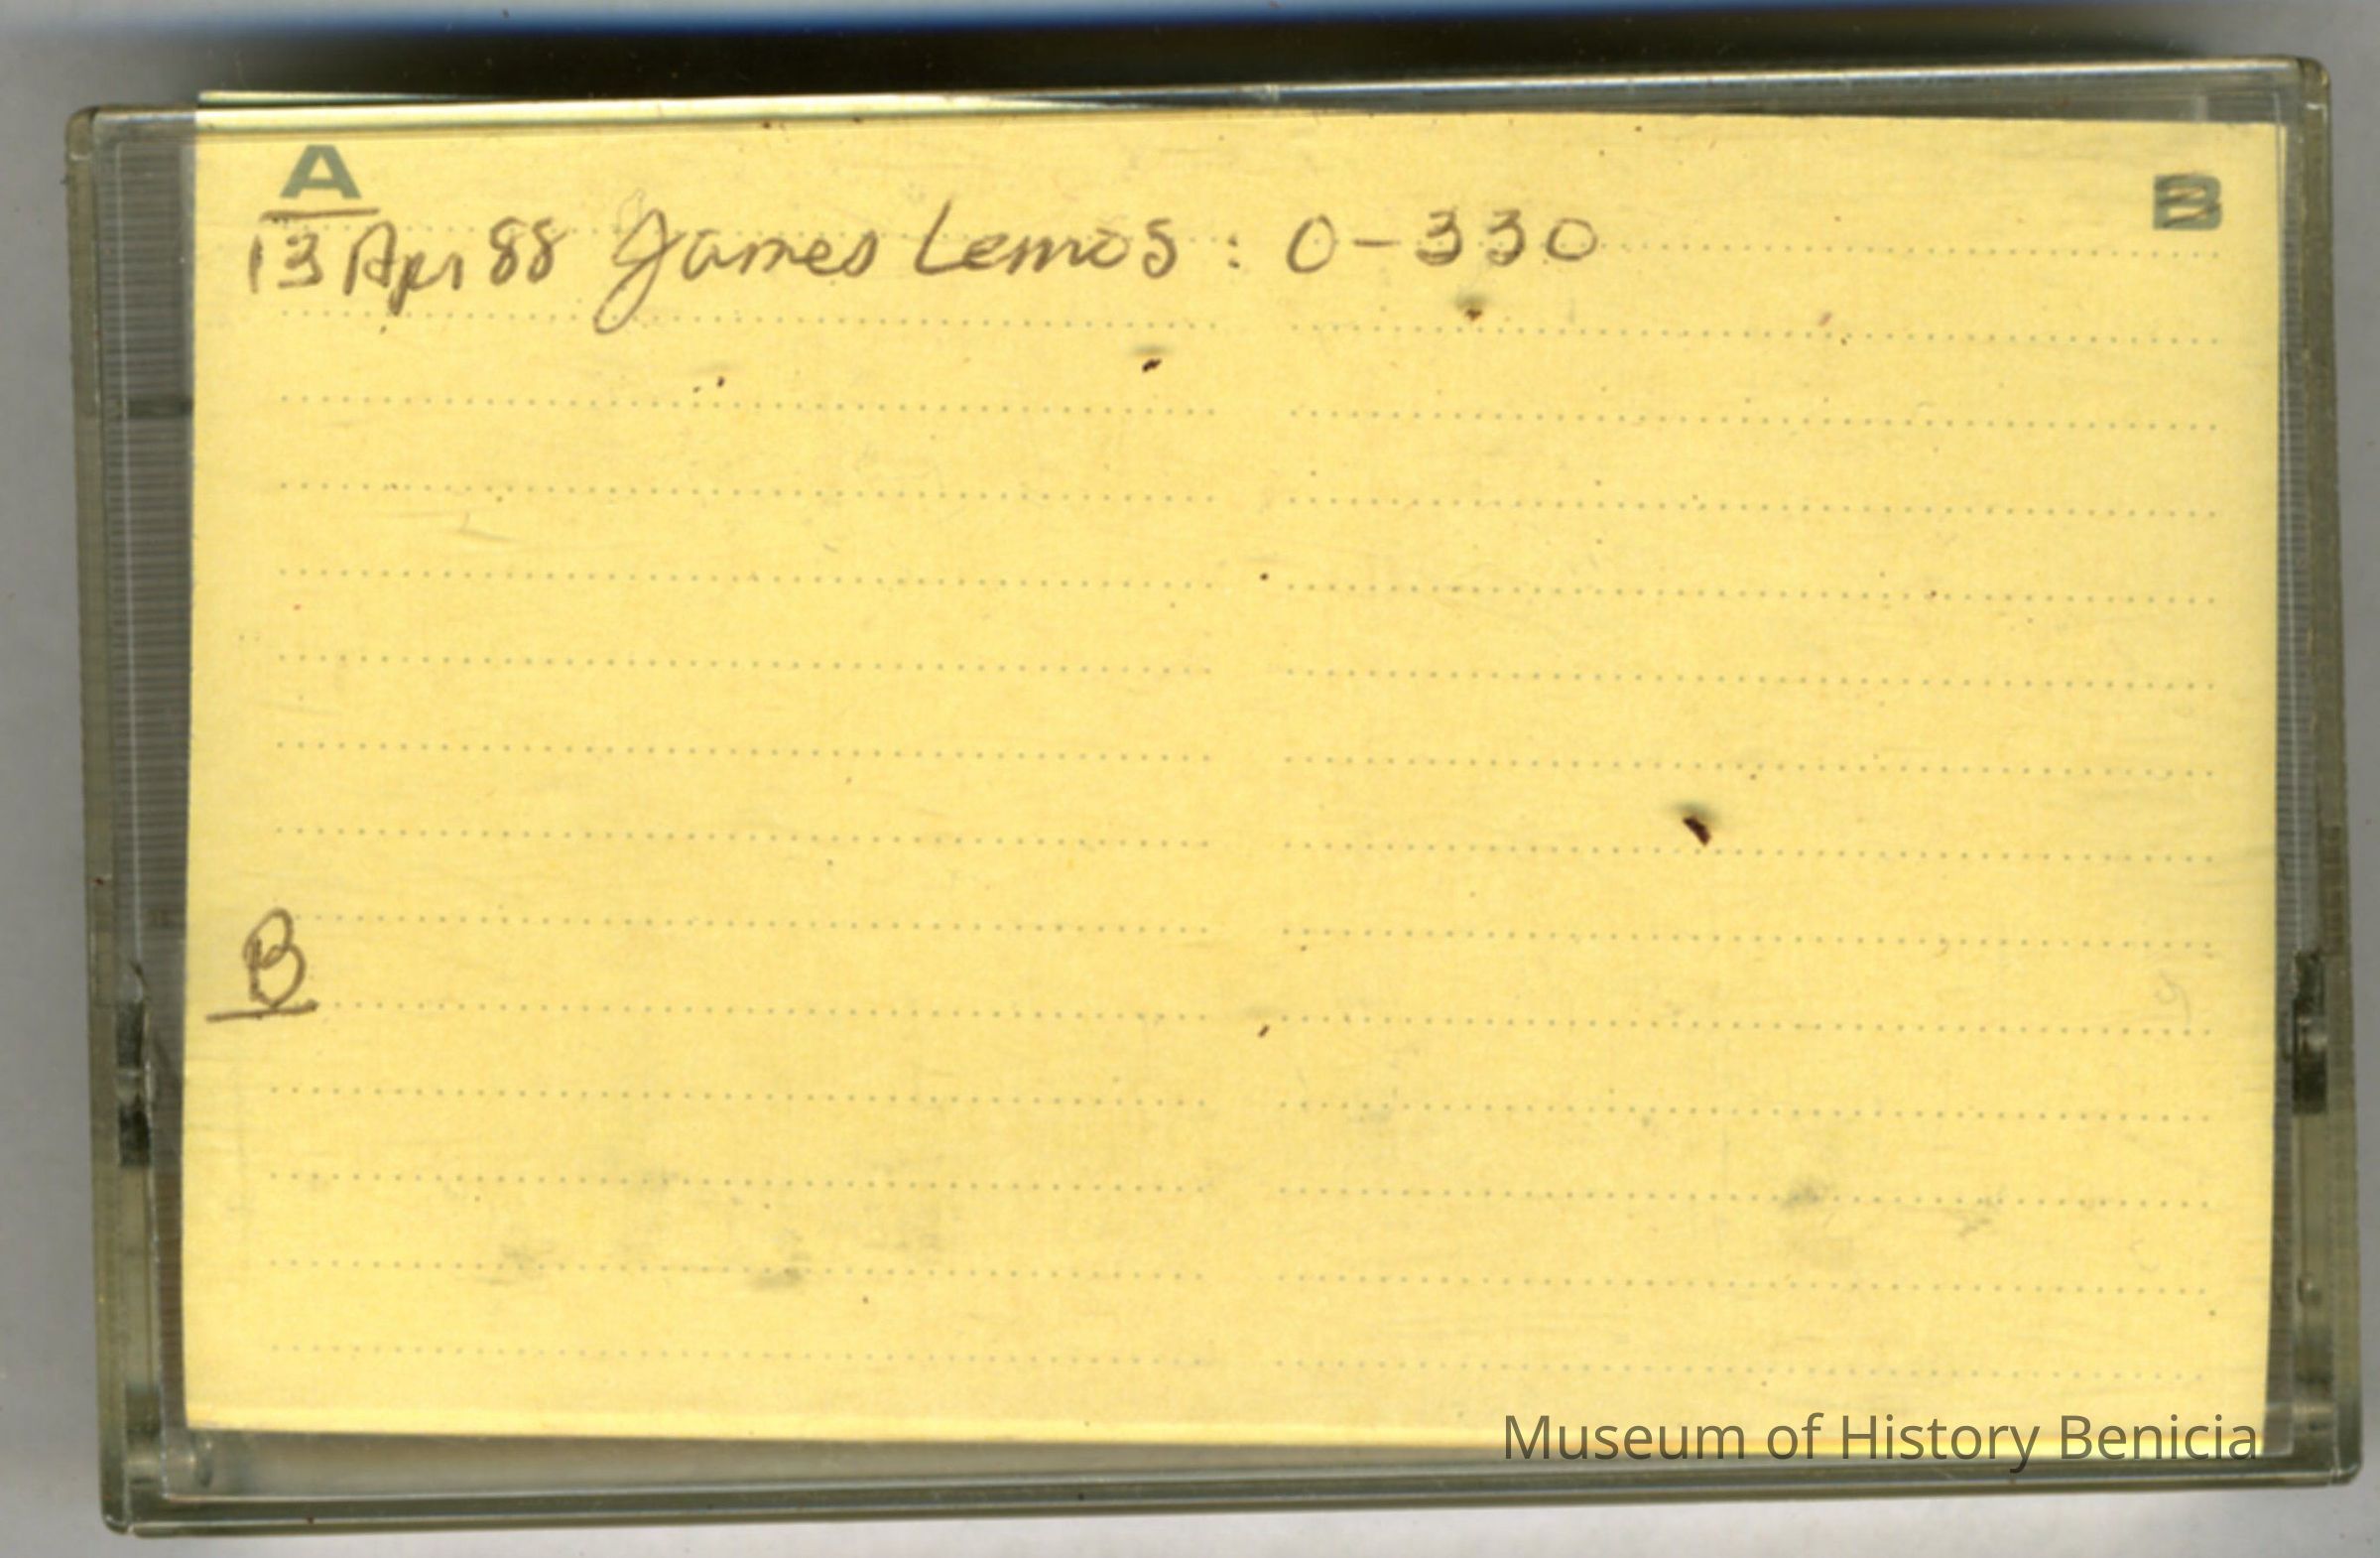 A B
13 Apr 88 James Lemos : 0-330
B
Museum of History Benicia